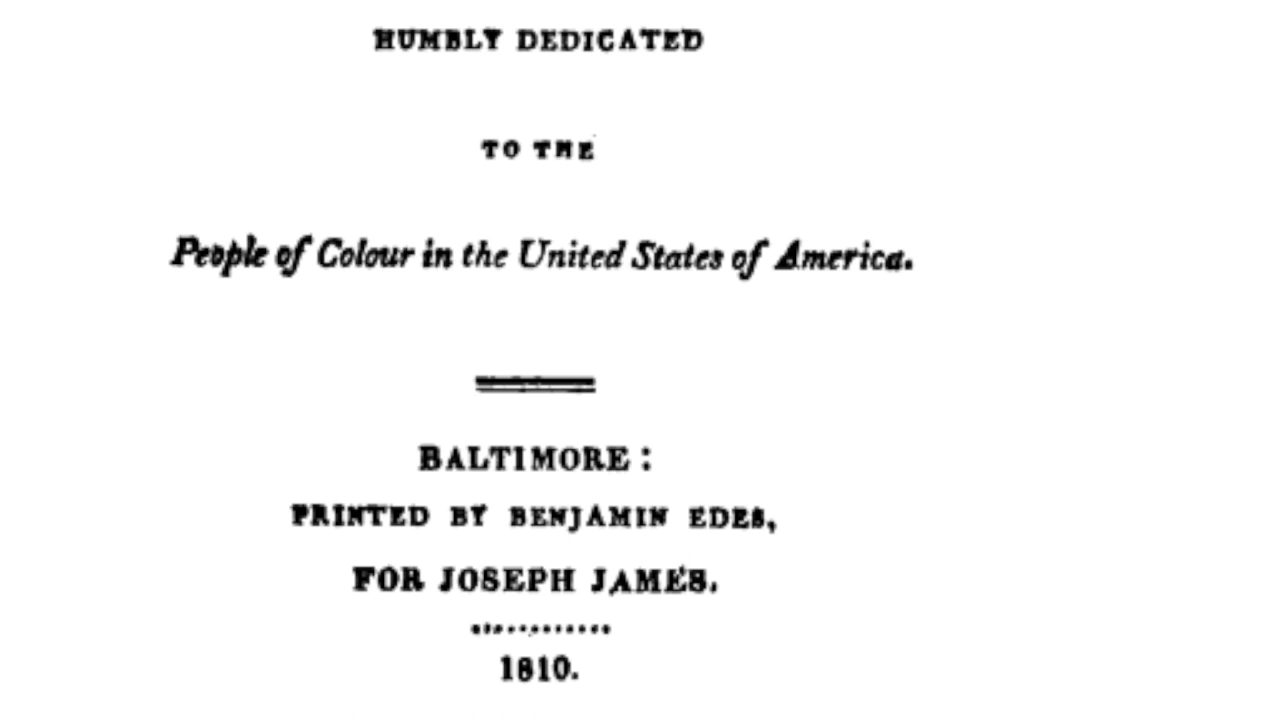 HUMBLY DEDICATED
TO THE
People of Colour in the United States of America.
BALTIMORE:
PRINTED BY BENJAMIN EDES,
FOR JOSEPH JAMES.
1810.